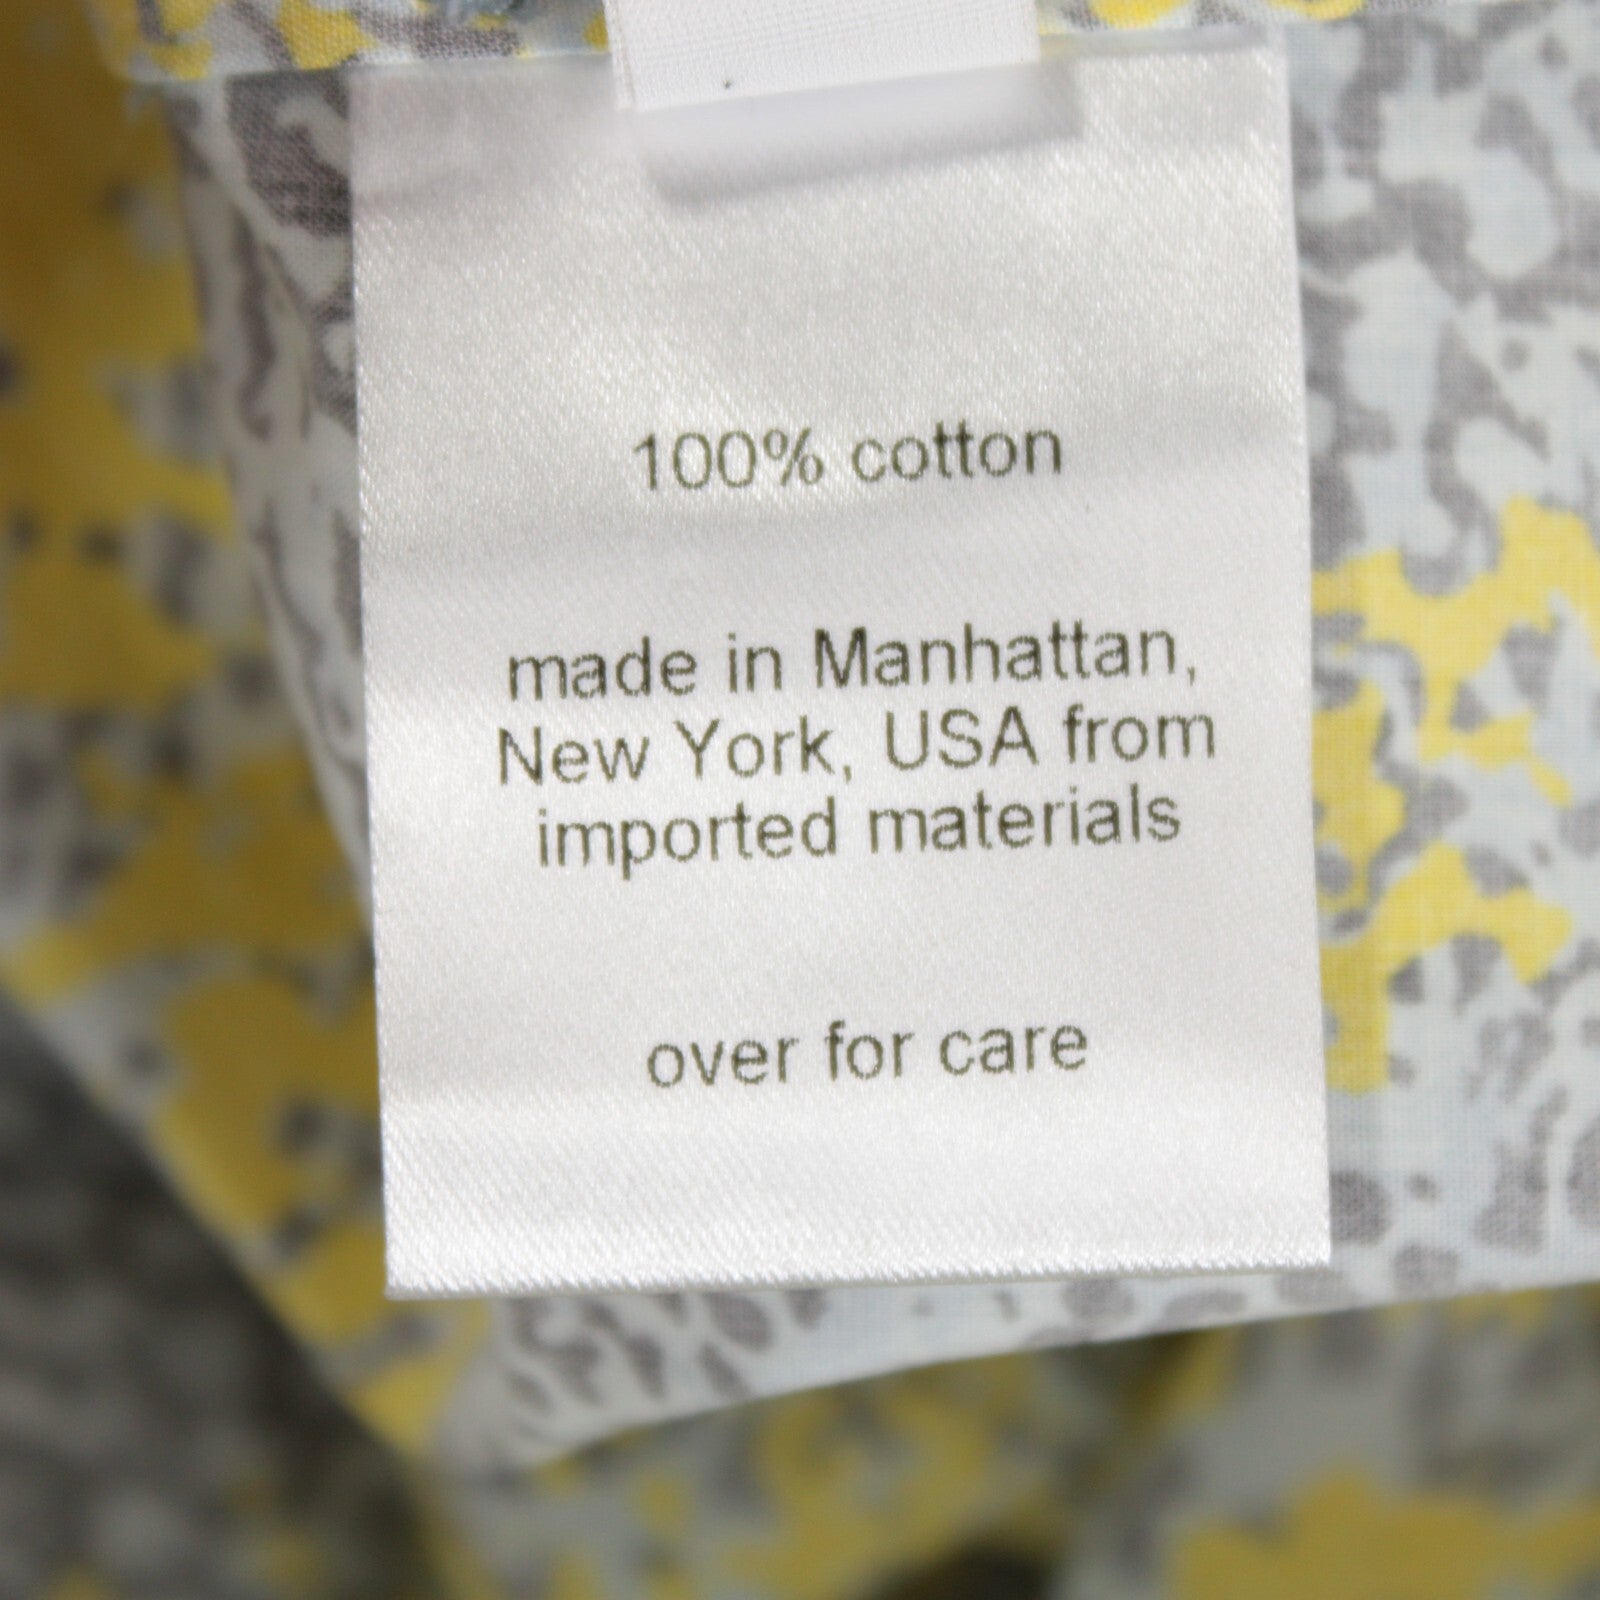 100% cotton
made in Manhattan,
New York, USA from
imported materials
over for care